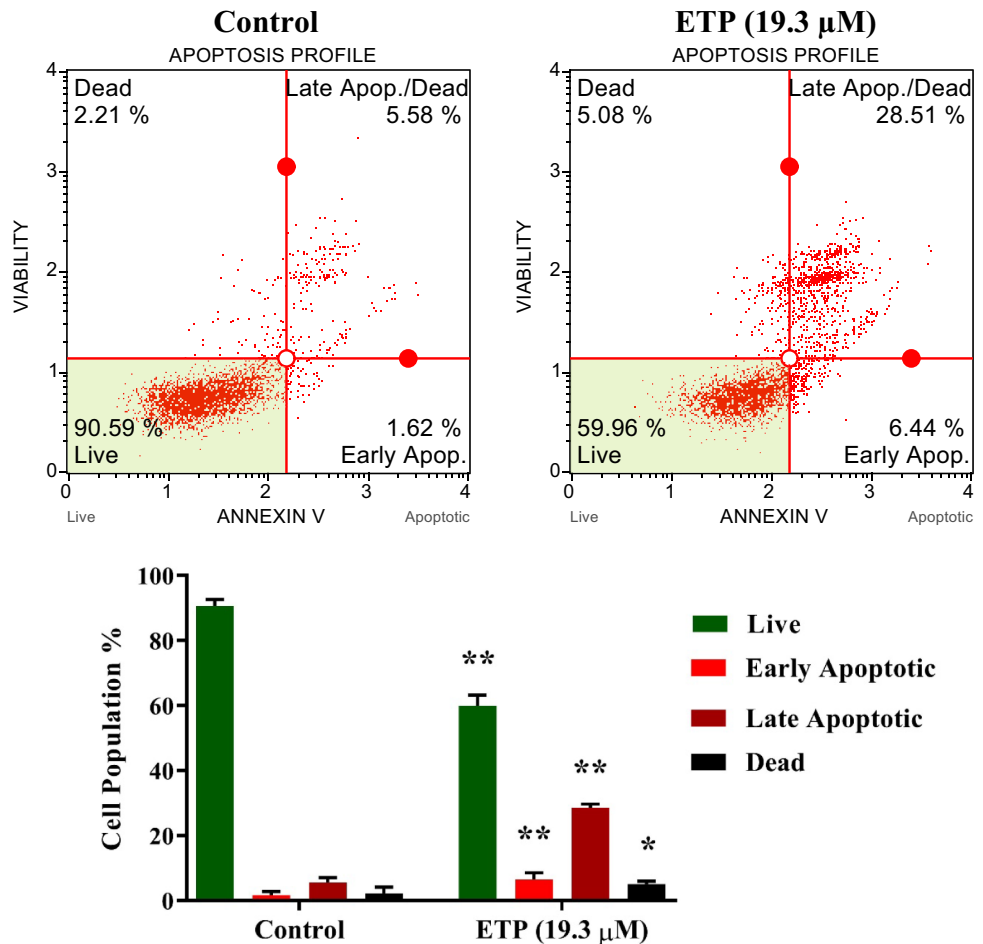 Control
APOPTOSIS PROFILE
4
3
2
1
0
VIABILITY
Dead
2.21 %
Late Apop./Dead
5.58 %
90.59 %
Live
1.62 %
Early Apop.
0 1 2 3 4
Live ANNEXIN V Apoptotic
ETP (19.3 µM)
APOPTOSIS PROFILE
4
3
2
1
0
VIABILITY
Dead
5.08 %
Late Apop./Dead
28.51 %
59.96 %
Live
6.44 %
Early Apop.
0 1 2 3 4
Live ANNEXIN V Apoptotic
Cell Population %
100
80
60
40
20
0
**
**
**
*
Control ETP (19.3 µM)
Live
Early Apoptotic
Late Apoptotic
Dead